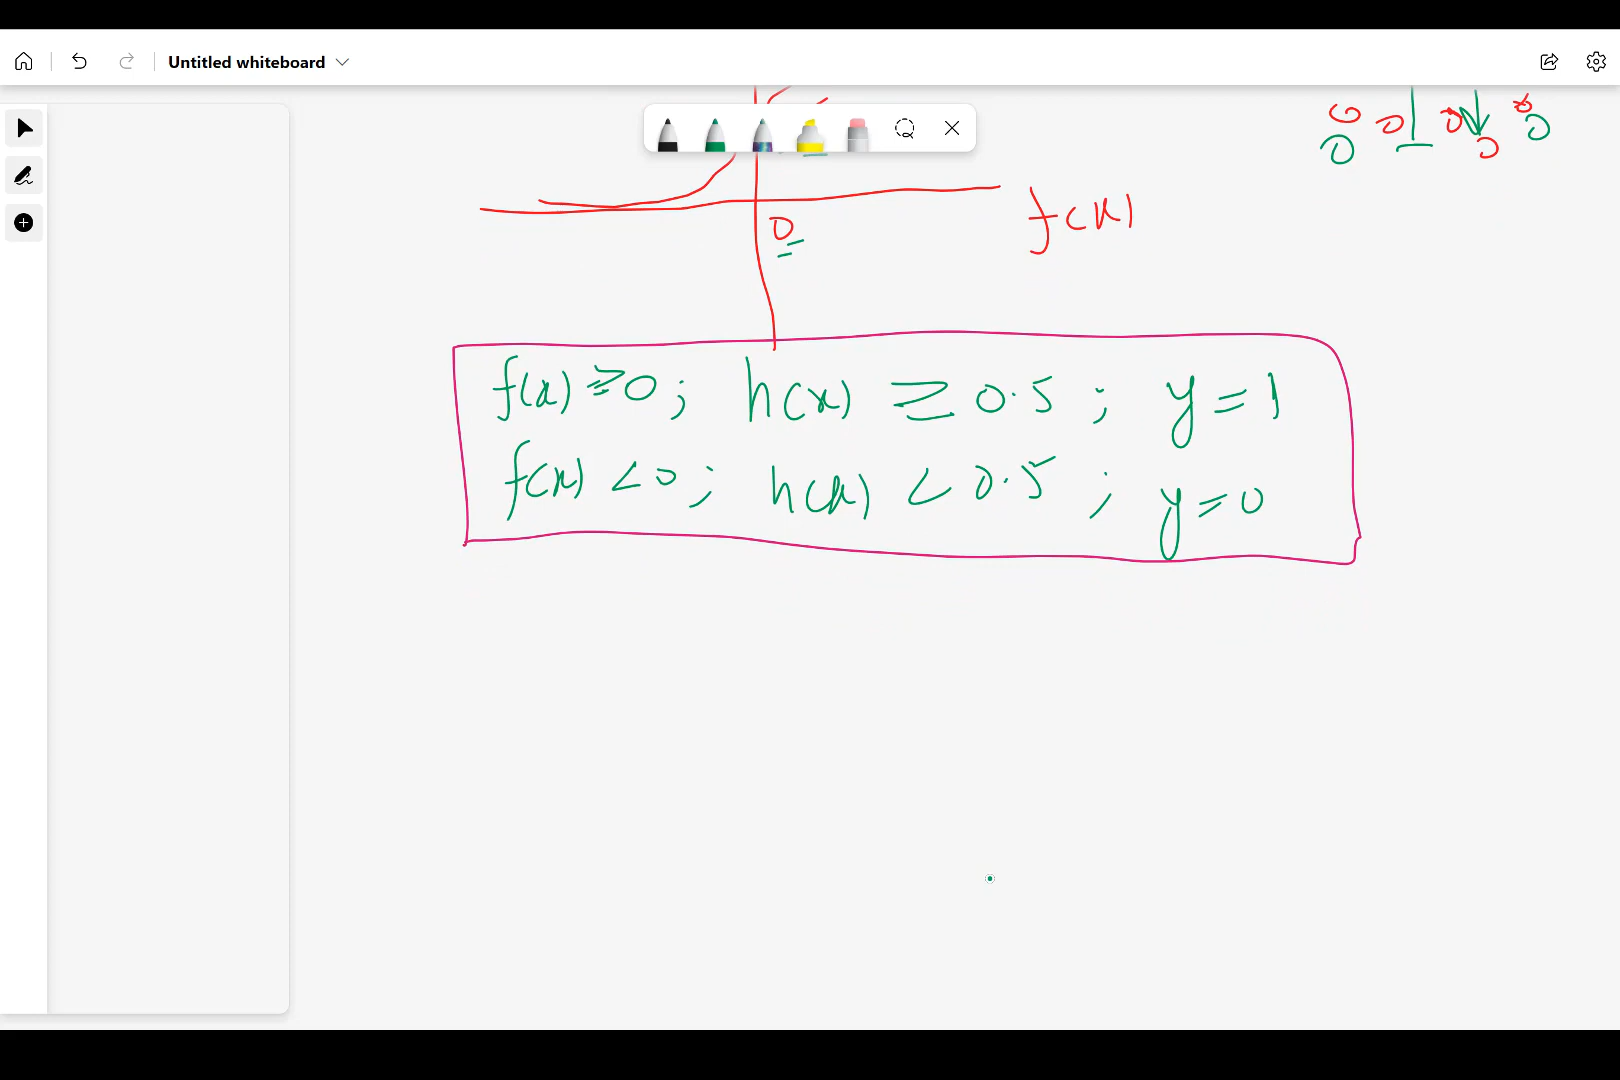 Untitled whiteboard
0
f(x)
f(x) ≥ 0 ; h(x) ≥ 0.5 ; y = 1
f(x) < 0 ; h(x) < 0.5 ; y = 0